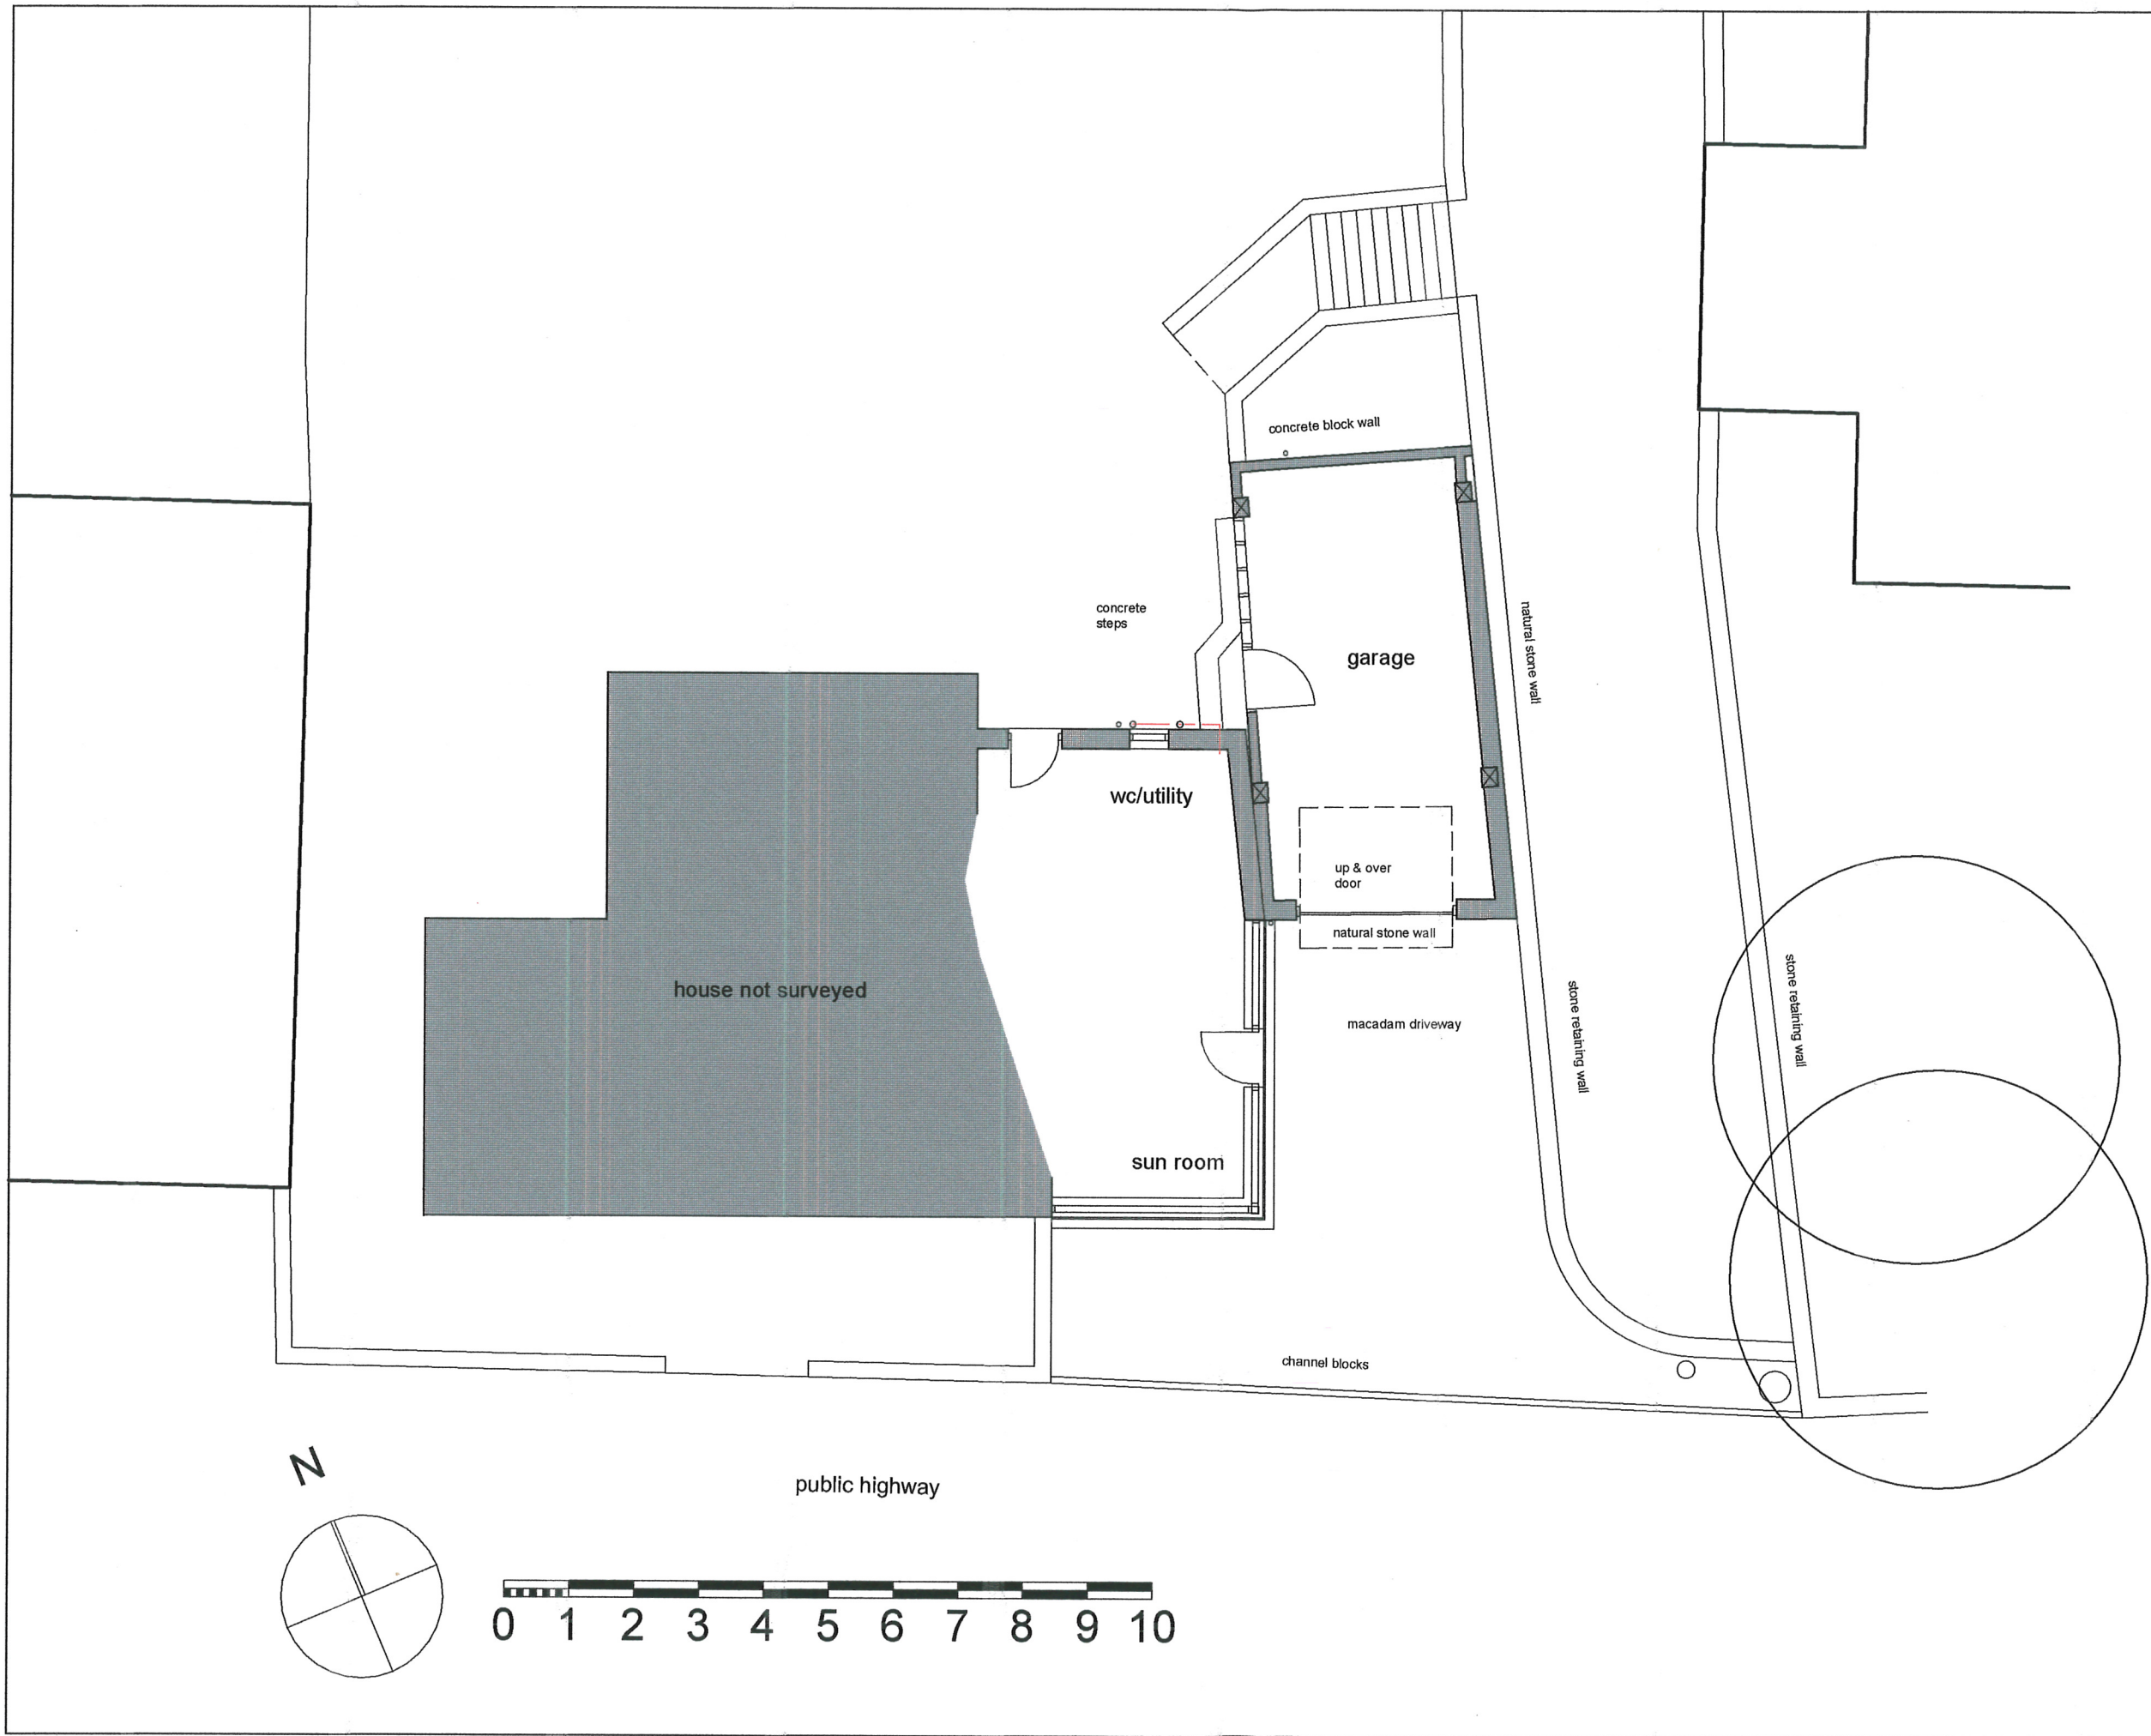 concrete block wall
concrete
steps
garage
natural stone wall
wc/utility
up & over
door
natural stone wall
house not surveyed
macadam driveway
stone retaining wall
stone retaining wall
sun room
channel blocks
N
public highway
0 1 2 3 4 5 6 7 8 9 10